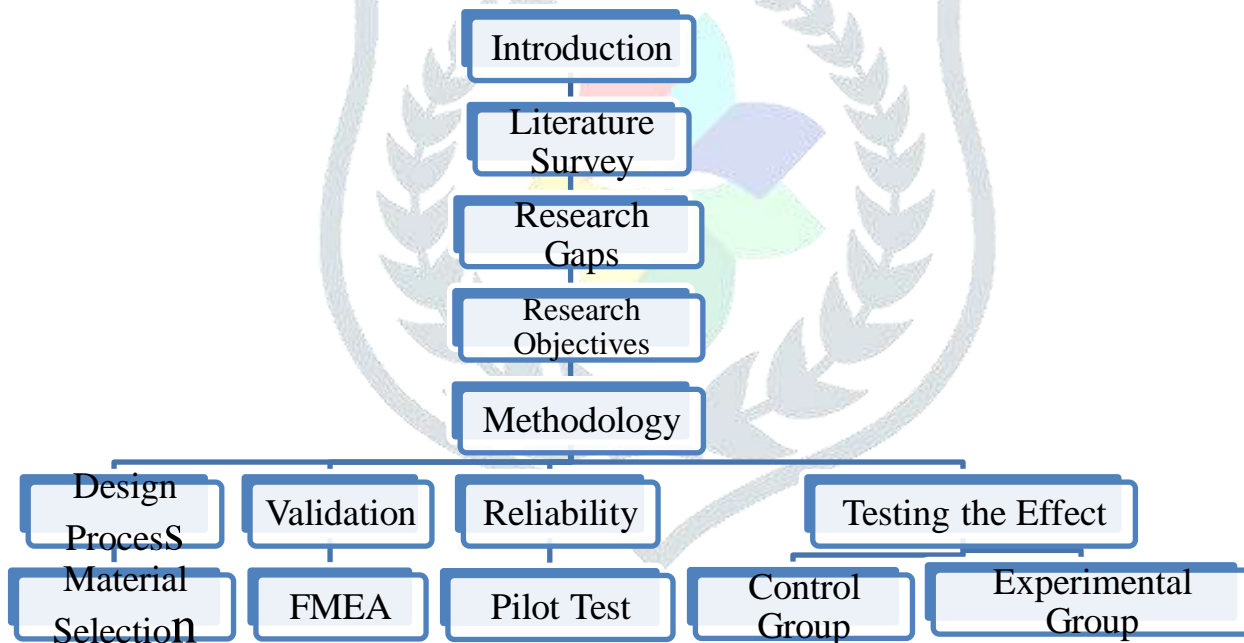 Introduction
Literature
Survey
Research
Gaps
Research
Objectives
Methodology
Design
Process
Validation
Reliability
Testing the Effect
Material
Selection
FMEA
Pilot Test
Control
Group
Experimental
Group